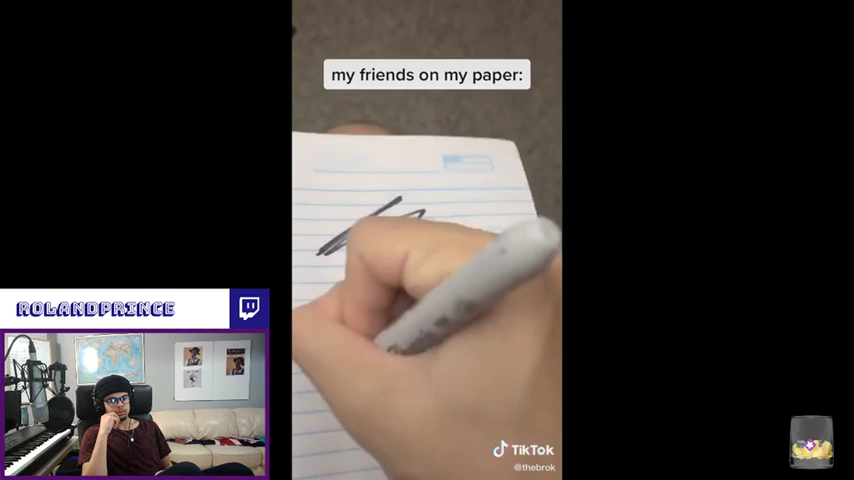 my friends on my paper:
ROLANDPRINCE
TikTok
@thebrok